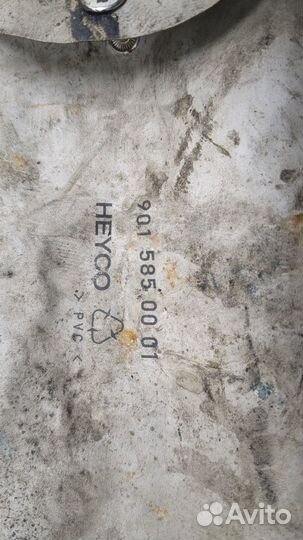 901 585 00 01
HEYCO
> PVC <
Avito